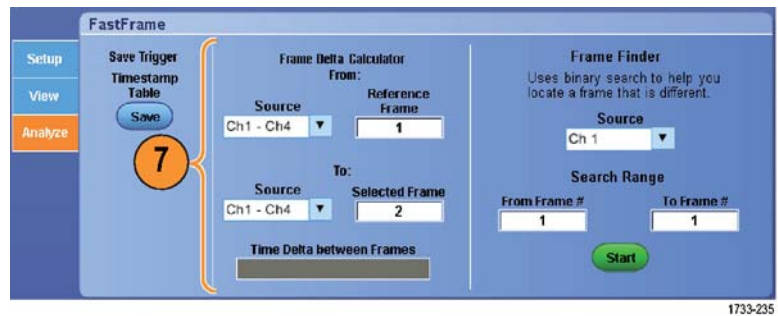 FastFrame
Setup
View
Analyze
Save Trigger
Timestamp
Table
Save
7
Frame Delta Calculator
From:
Source
Reference
Frame
Ch1 - Ch4
1
To:
Source
Selected Frame
Ch1 - Ch4
2
Time Delta between Frames
Frame Finder
Uses binary search to help you
locate a frame that is different.
Source
Ch 1
Search Range
From Frame #
To Frame #
1
1
Start
1733-235